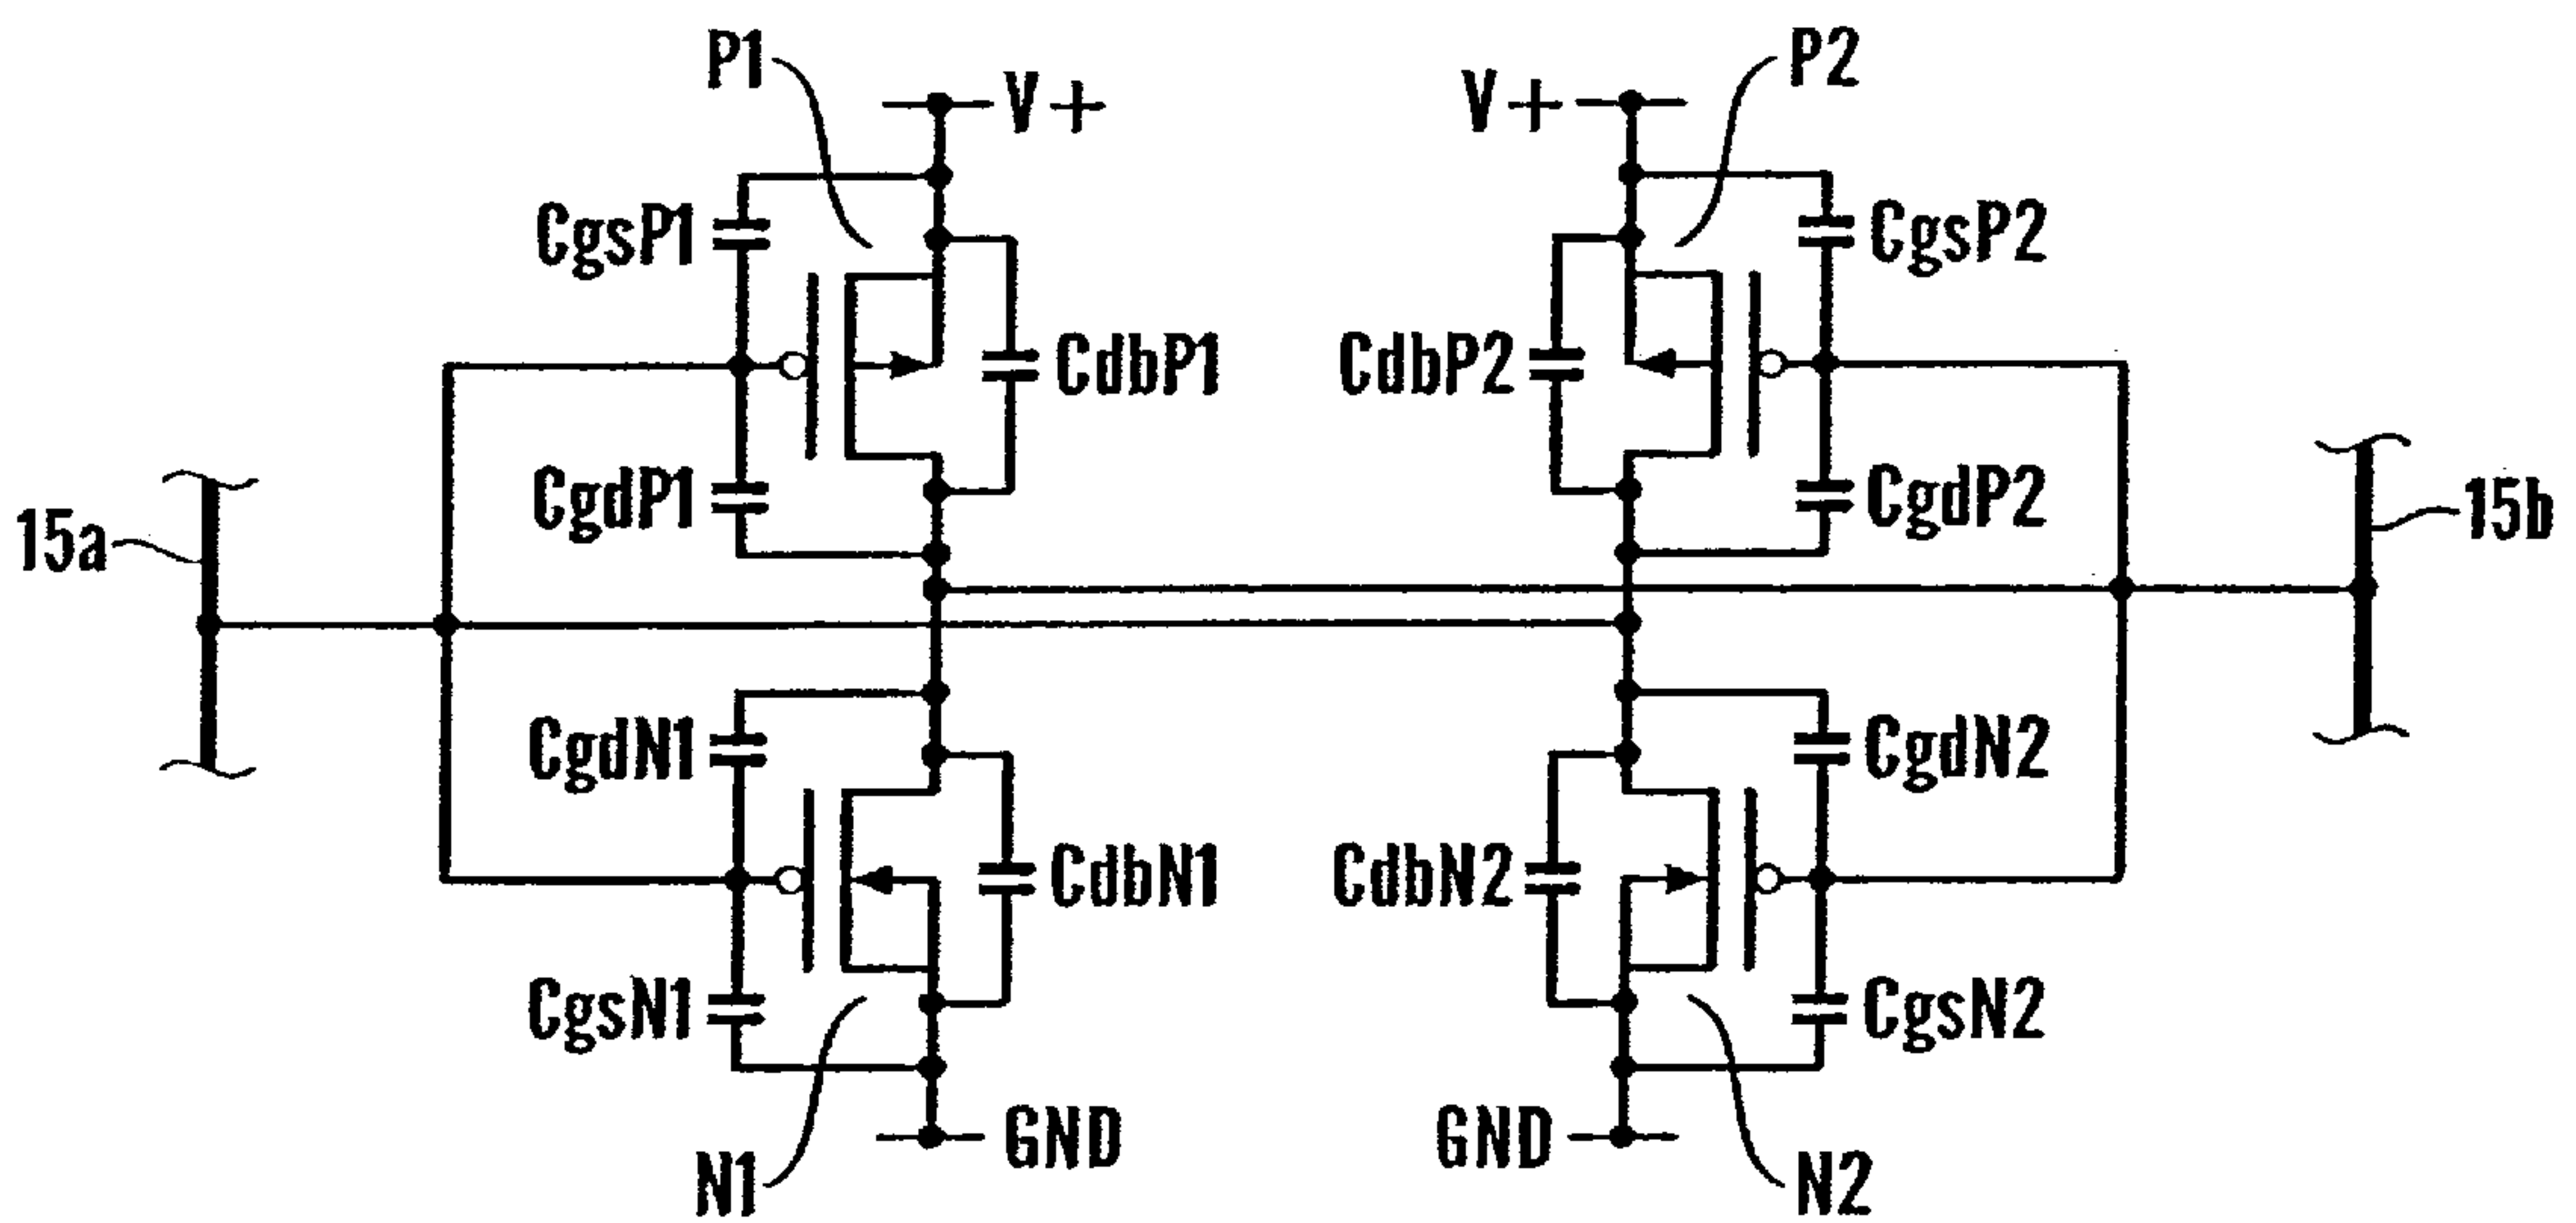 P1
P2
V+
V+
CgsP1
CgsP2
CdbP1
CdbP2
CgdP1
CgdP2
15a
15b
CgdN1
CgdN2
CdbN1
CdbN2
CgsN1
CgsN2
GND
GND
N1
N2